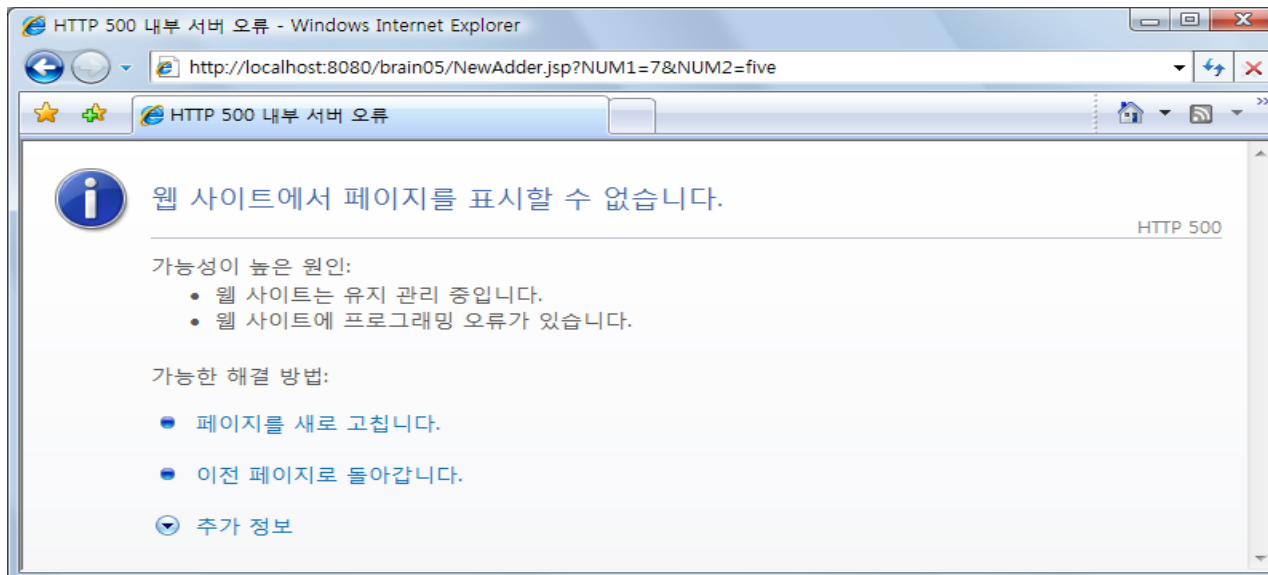 HTTP 500 내부 서버 오류 - Windows Internet Explorer
http://localhost:8080/brain05/NewAdder.jsp?NUM1=7&NUM2=five
HTTP 500 내부 서버 오류
웹 사이트에서 페이지를 표시할 수 없습니다.
HTTP 500
가능성이 높은 원인:
• 웹 사이트는 유지 관리 중입니다.
• 웹 사이트에 프로그래밍 오류가 있습니다.
가능한 해결 방법:
페이지를 새로 고칩니다.
이전 페이지로 돌아갑니다.
추가 정보